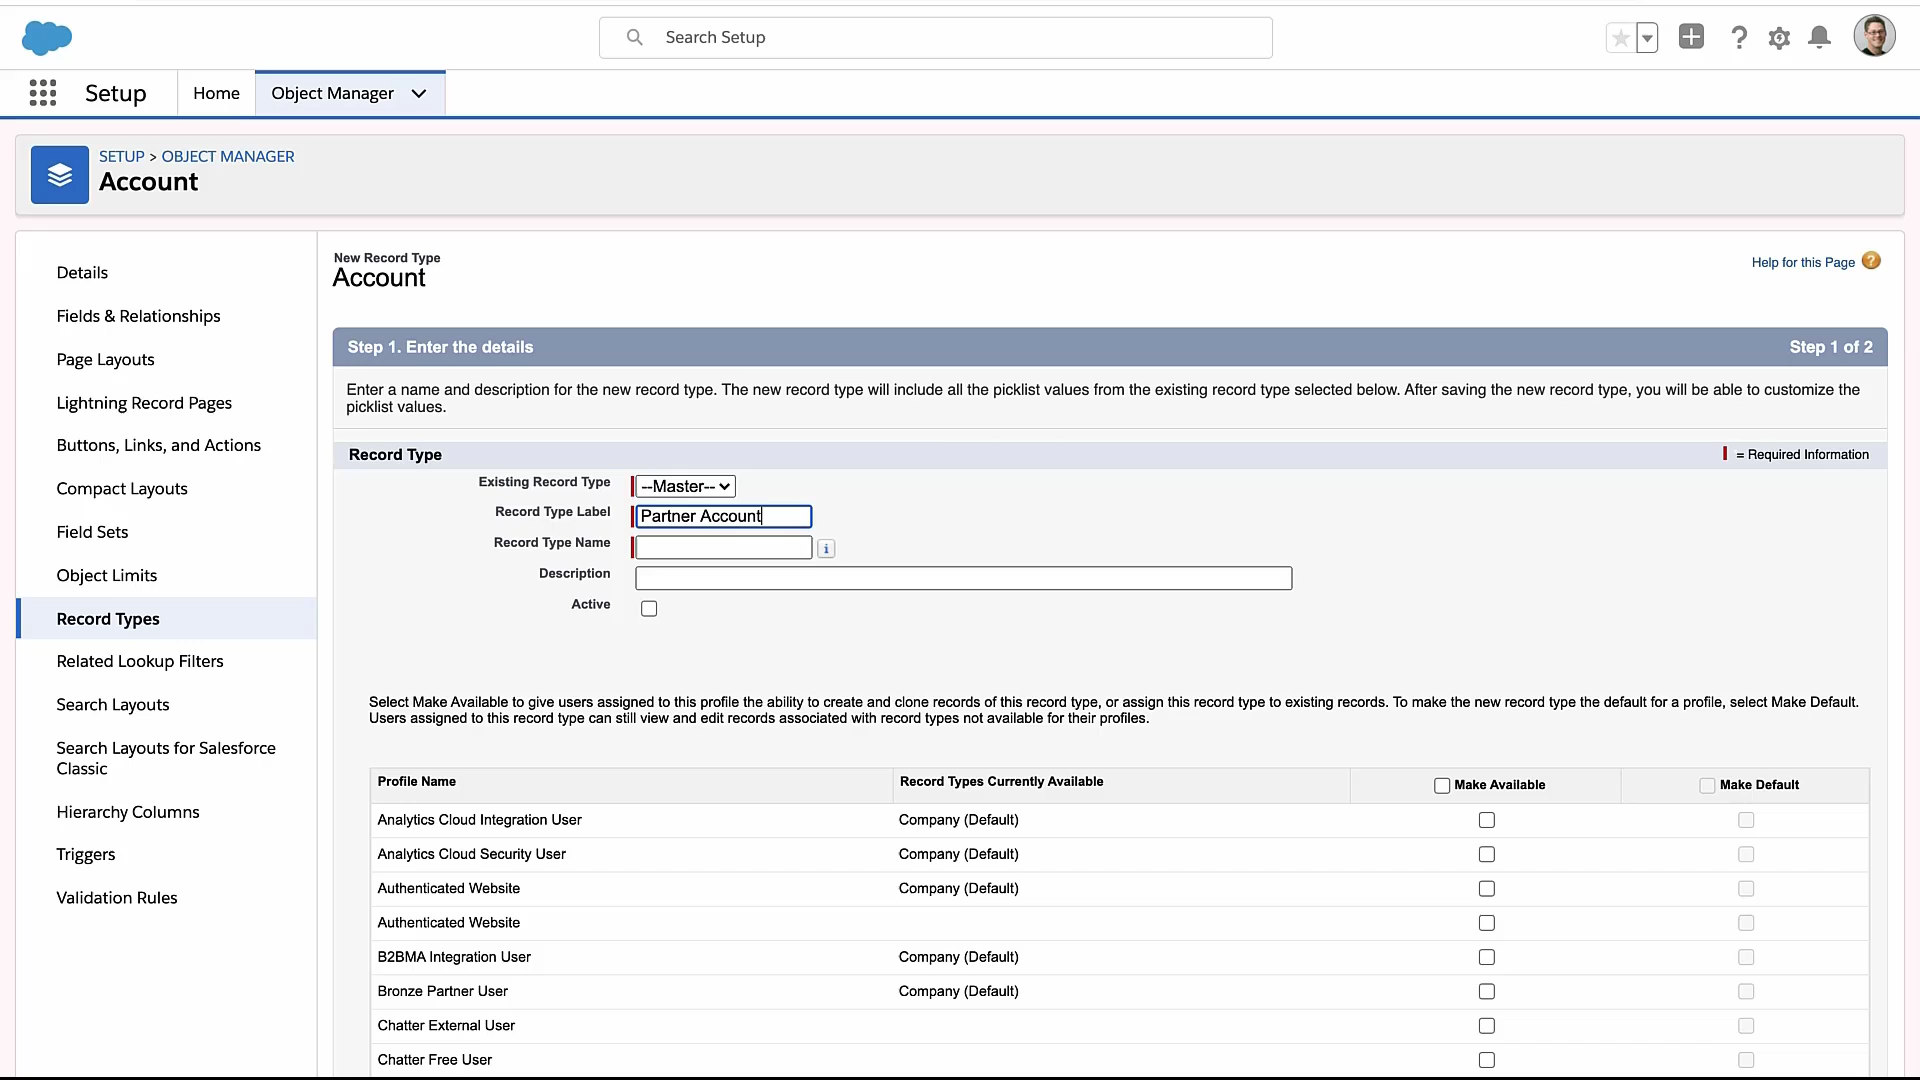 Search Setup
Setup
Home
Object Manager
SETUP > OBJECT MANAGER
Account
Details
Fields & Relationships
Page Layouts
Lightning Record Pages
Buttons, Links, and Actions
Compact Layouts
Field Sets
Object Limits
Record Types
Related Lookup Filters
Search Layouts
Search Layouts for Salesforce
Classic
Hierarchy Columns
Triggers
Validation Rules
New Record Type
Account
Help for this Page ?
Step 1. Enter the details
Step 1 of 2
Enter a name and description for the new record type. The new record type will include all the picklist values from the existing record type selected below. After saving the new record type, you will be able to customize the
picklist values.
Record Type
= Required Information
Existing Record Type --Master--
Record Type Label Partner Account
Record Type Name i
Description
Active
Select Make Available to give users assigned to this profile the ability to create and clone records of this record type, or assign this record type to existing records. To make the new record type the default for a profile, select Make Default.
Users assigned to this record type can still view and edit records associated with record types not available for their profiles.
Profile Name Record Types Currently Available Make Available Make Default
Analytics Cloud Integration User Company (Default)
Analytics Cloud Security User Company (Default)
Authenticated Website Company (Default)
Authenticated Website
B2BMA Integration User Company (Default)
Bronze Partner User Company (Default)
Chatter External User
Chatter Free User